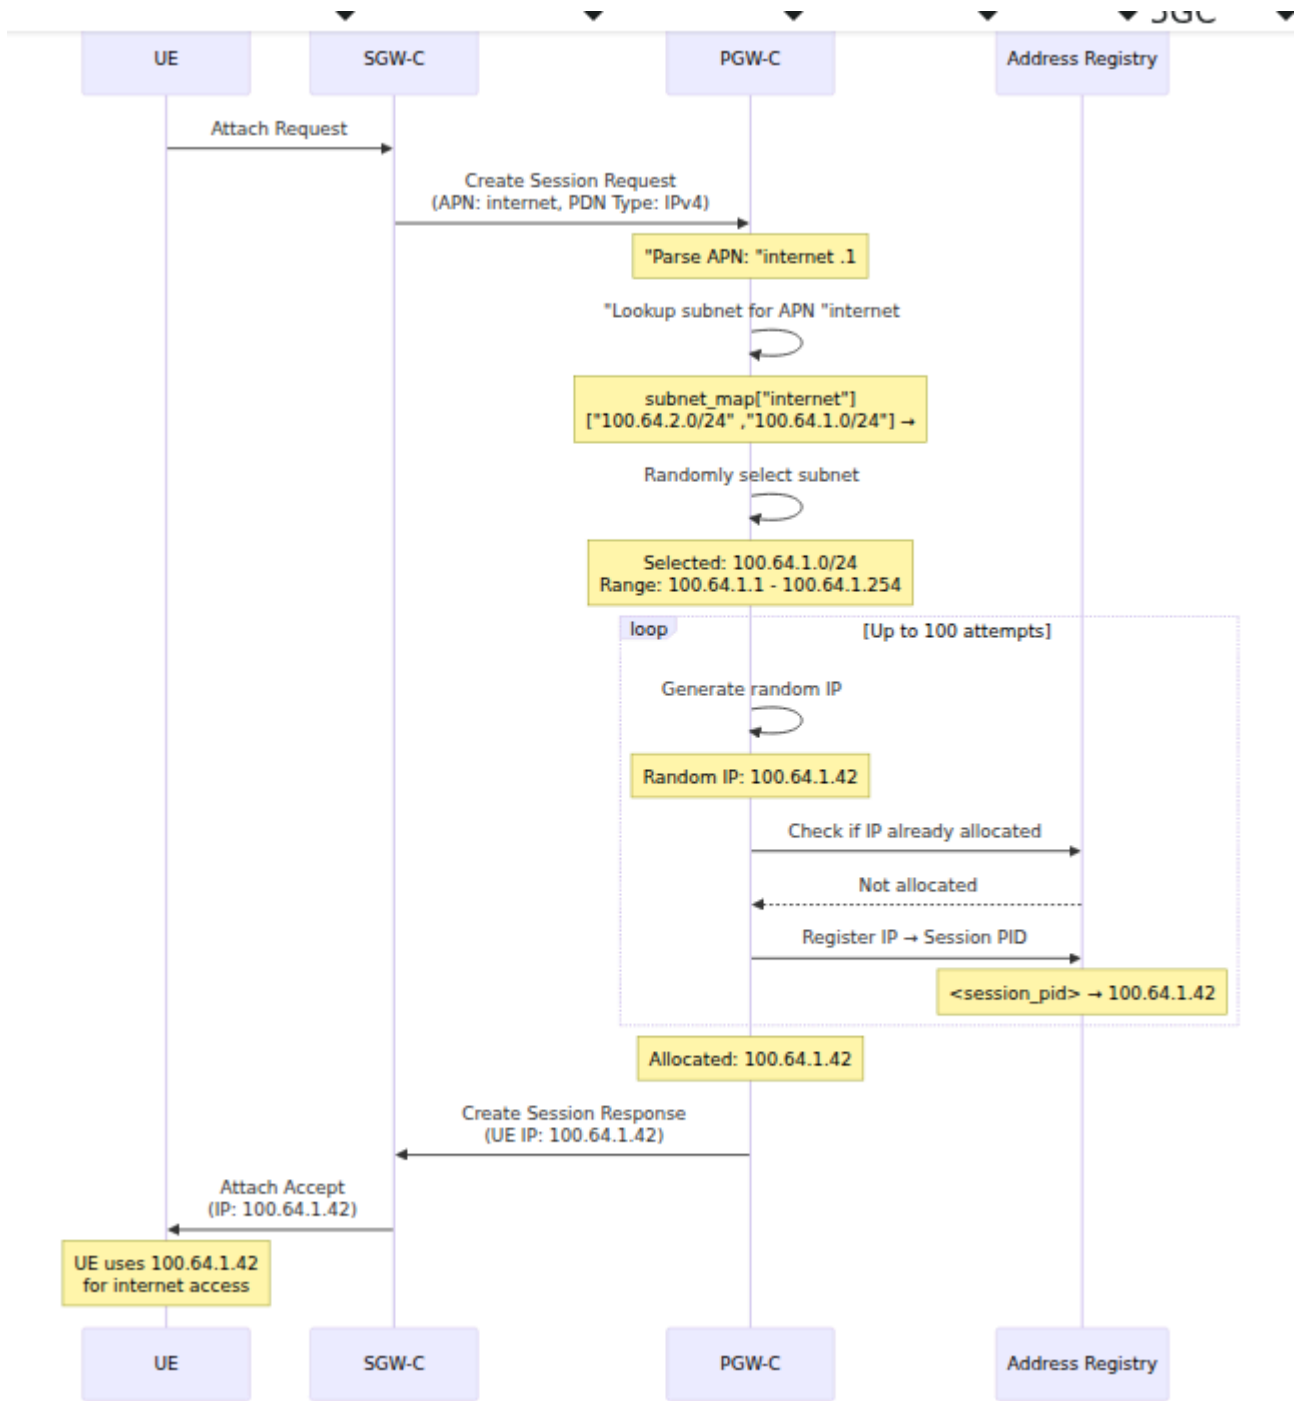 5GC
UE
SGW-C
PGW-C
Address Registry
Attach Request
Create Session Request
(APN: internet, PDN Type: IPv4)
"Parse APN: "internet .1
"Lookup subnet for APN "internet
subnet_map["internet"]
["100.64.2.0/24" ,"100.64.1.0/24"] →
Randomly select subnet
Selected: 100.64.1.0/24
Range: 100.64.1.1 - 100.64.1.254
loop
[Up to 100 attempts]
Generate random IP
Random IP: 100.64.1.42
Check if IP already allocated
Not allocated
Register IP → Session PID
<session_pid> → 100.64.1.42
Allocated: 100.64.1.42
Create Session Response
(UE IP: 100.64.1.42)
Attach Accept
(IP: 100.64.1.42)
UE uses 100.64.1.42
for internet access
UE
SGW-C
PGW-C
Address Registry